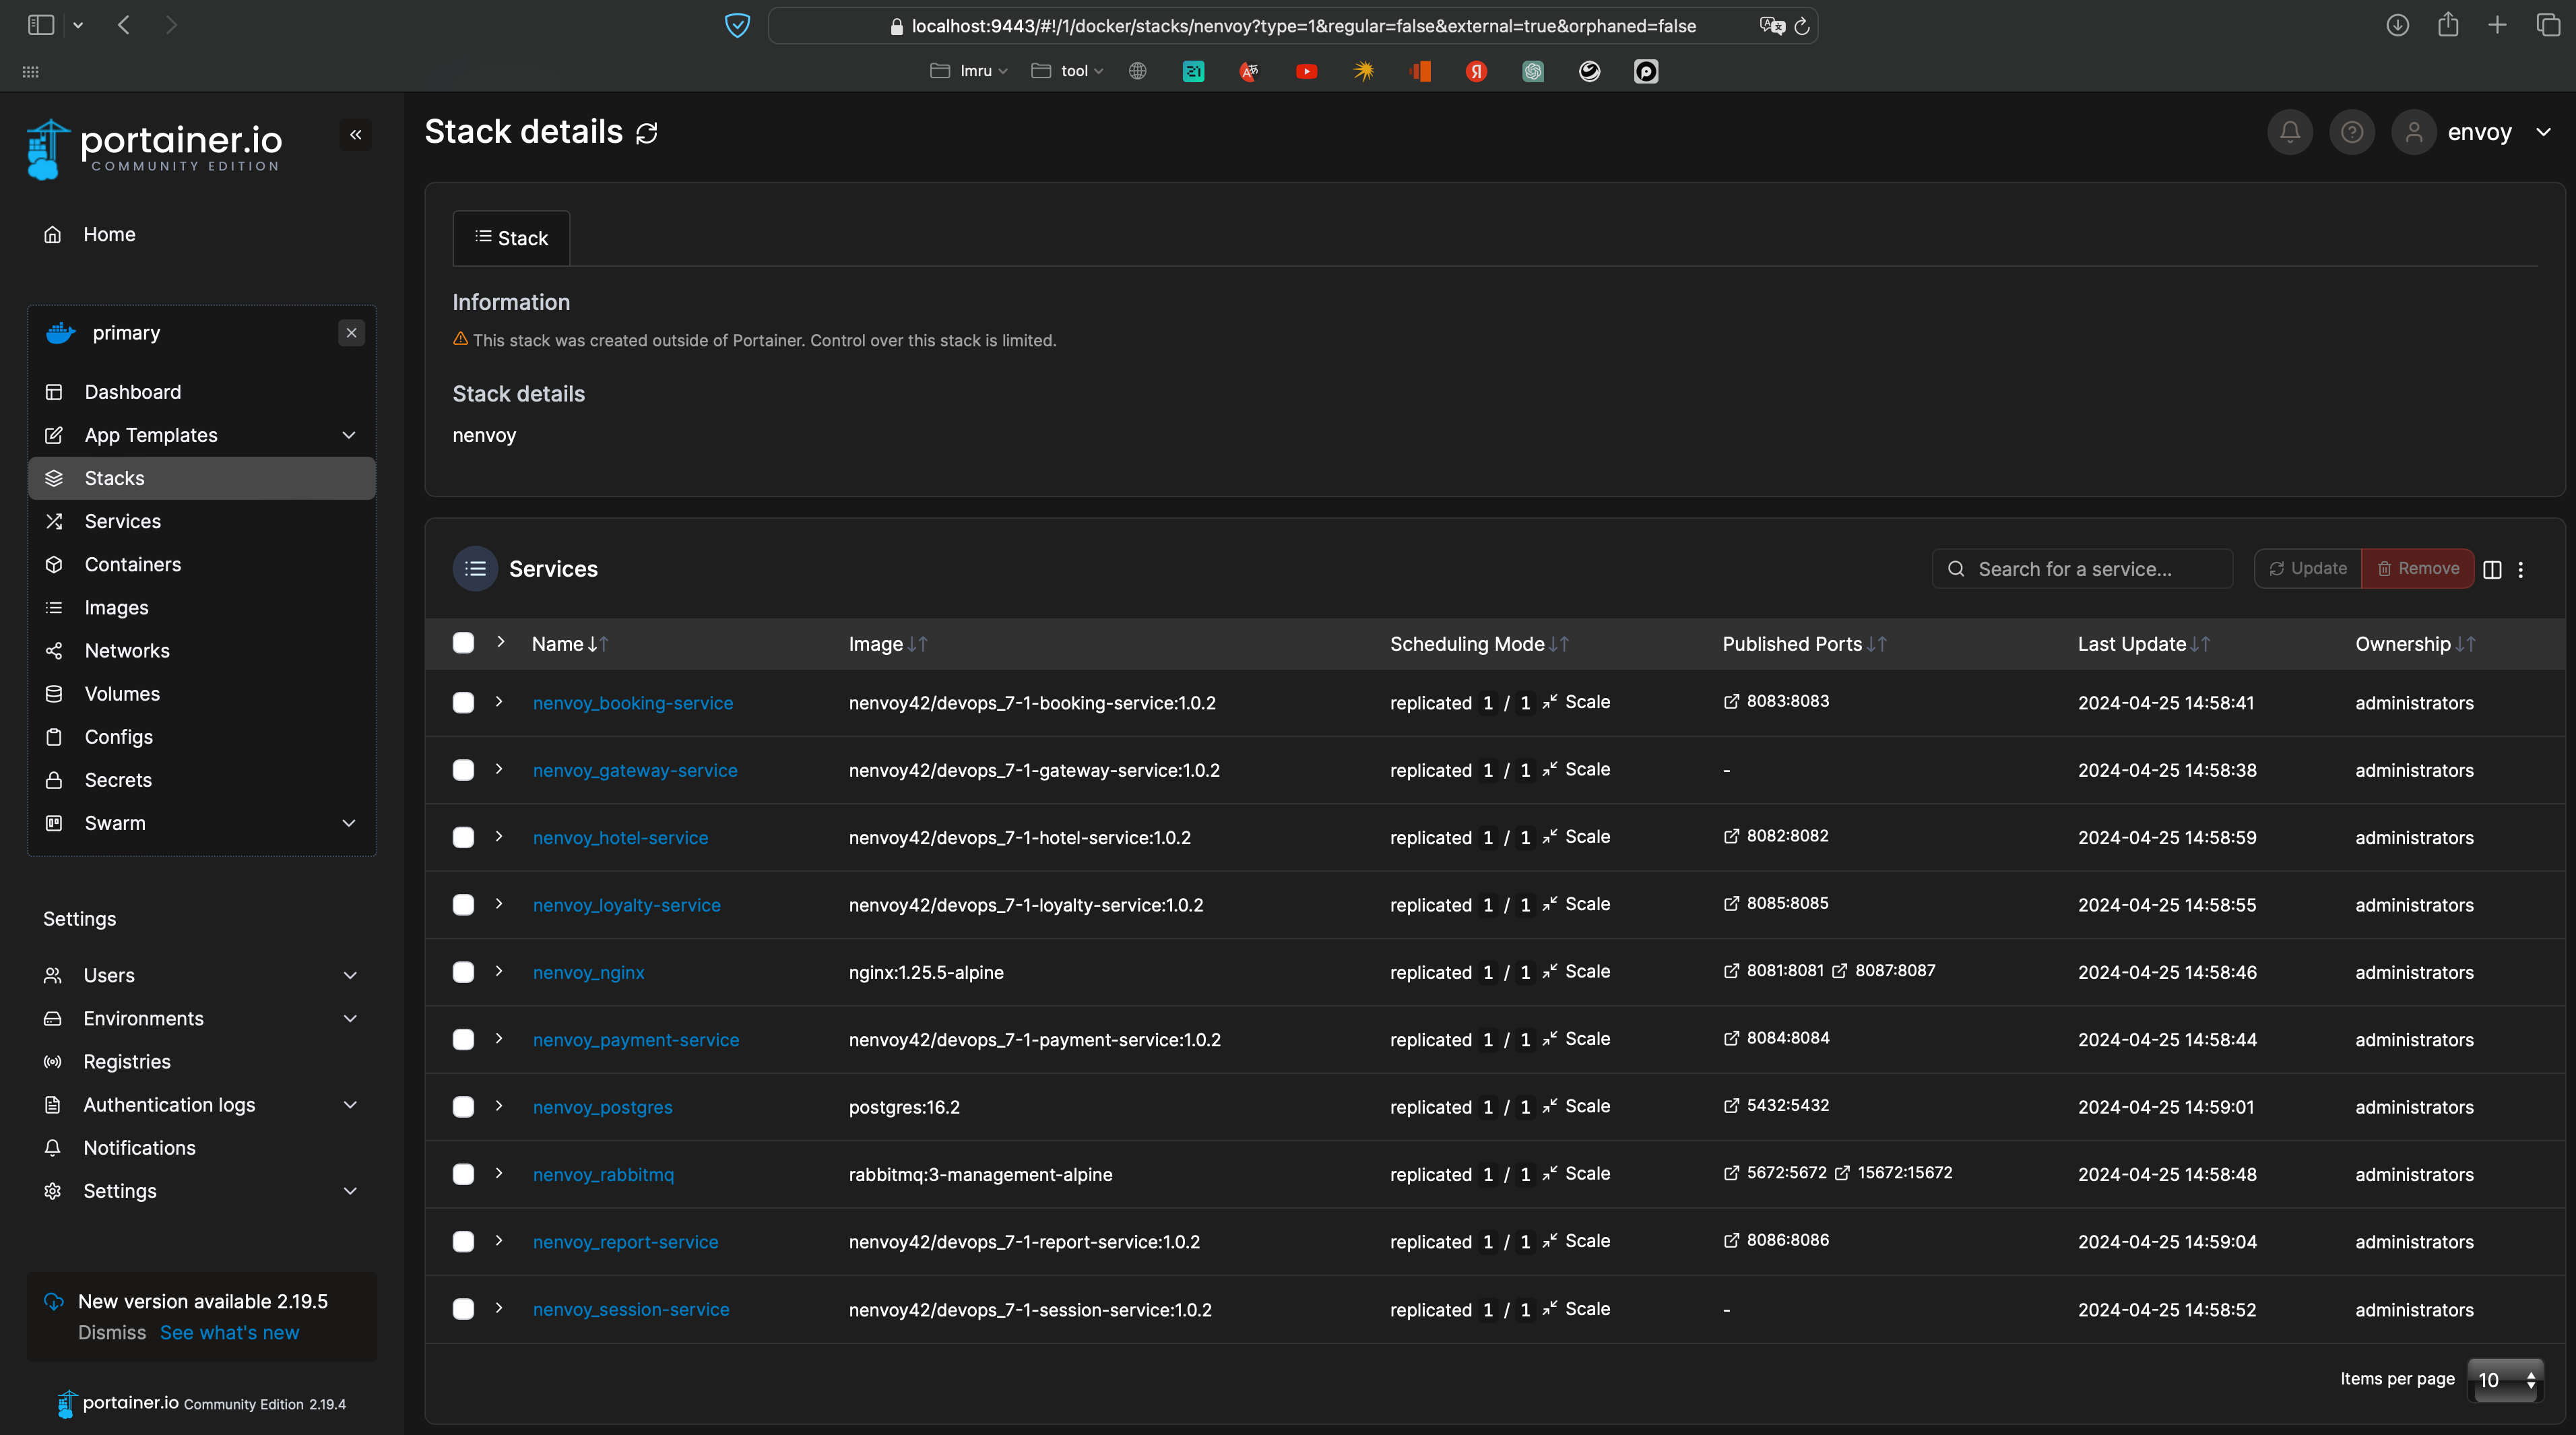 localhost:9443/#!/1/docker/stacks/nenvoy?type=1&regular=false&external=true&orphaned=false
lmru
tool
portainer.io
COMMUNITY EDITION
Home
primary
Dashboard
App Templates
Stacks
Services
Containers
Images
Networks
Volumes
Configs
Secrets
Swarm
Settings
Users
Environments
Registries
Authentication logs
Notifications
Settings
New version available 2.19.5
Dismiss See what's new
portainer.io Community Edition 2.19.4
Stack details
envoy
Stack
Information
This stack was created outside of Portainer. Control over this stack is limited.
Stack details
nenvoy
Services
Search for a service...
Update
Remove
Name Image Scheduling Mode Published Ports Last Update Ownership
nenvoy_booking-service nenvoy42/devops_7-1-booking-service:1.0.2 replicated 1 / 1 Scale 8083:8083 2024-04-25 14:58:41 administrators
nenvoy_gateway-service nenvoy42/devops_7-1-gateway-service:1.0.2 replicated 1 / 1 Scale - 2024-04-25 14:58:38 administrators
nenvoy_hotel-service nenvoy42/devops_7-1-hotel-service:1.0.2 replicated 1 / 1 Scale 8082:8082 2024-04-25 14:58:59 administrators
nenvoy_loyalty-service nenvoy42/devops_7-1-loyalty-service:1.0.2 replicated 1 / 1 Scale 8085:8085 2024-04-25 14:58:55 administrators
nenvoy_nginx nginx:1.25.5-alpine replicated 1 / 1 Scale 8081:8081 8087:8087 2024-04-25 14:58:46 administrators
nenvoy_payment-service nenvoy42/devops_7-1-payment-service:1.0.2 replicated 1 / 1 Scale 8084:8084 2024-04-25 14:58:44 administrators
nenvoy_postgres postgres:16.2 replicated 1 / 1 Scale 5432:5432 2024-04-25 14:59:01 administrators
nenvoy_rabbitmq rabbitmq:3-management-alpine replicated 1 / 1 Scale 5672:5672 15672:15672 2024-04-25 14:58:48 administrators
nenvoy_report-service nenvoy42/devops_7-1-report-service:1.0.2 replicated 1 / 1 Scale 8086:8086 2024-04-25 14:59:04 administrators
nenvoy_session-service nenvoy42/devops_7-1-session-service:1.0.2 replicated 1 / 1 Scale - 2024-04-25 14:58:52 administrators
Items per page 10